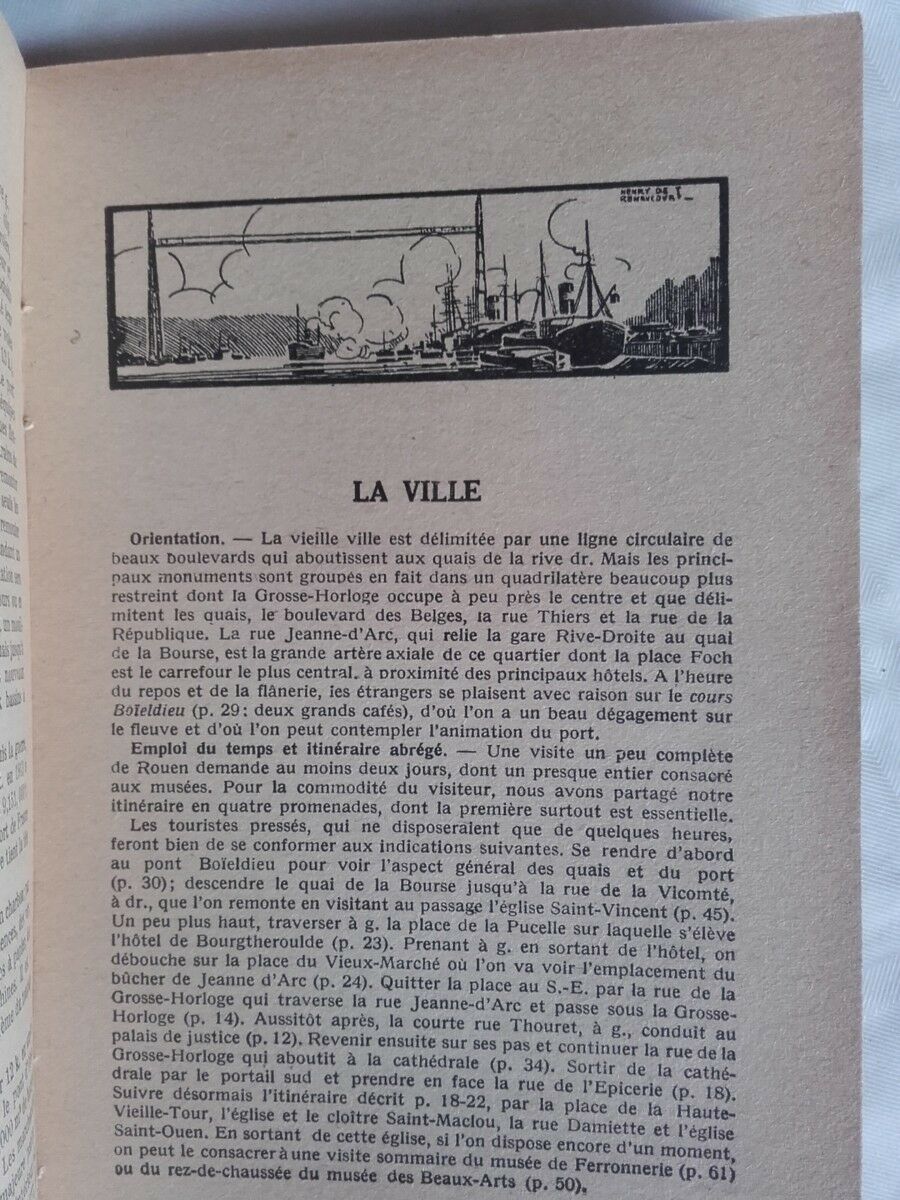 HENRY DE
LA VILLE
Orientation. — La vieille ville est délimitée par une ligne circulaire de
beaux boulevards qui aboutissent aux quais de la rive dr. Mais les princi-
paux monuments sont groupés en fait dans un quadrilatère beaucoup plus
restreint dont la Grosse-Horloge occupe à peu près le centre et que déli-
mitent les quais, le boulevard des Belges, la rue Thiers et la rue de la
République. La rue Jeanne-d'Arc, qui relie la gare Rive-Droite au quai
de la Bourse, est la grande artère axiale de ce quartier dont la place Foch
est le carrefour le plus central, à proximité des principaux hôtels. A l'heure
du repos et de la flânerie, les étrangers se plaisent avec raison sur le cours
Boïeldieu (p. 29 : deux grands cafés), d'où l'on a un beau dégagement sur
le fleuve et d'où l'on peut contempler l'animation du port.
Emploi du temps et itinéraire abrégé. — Une visite un peu complète
de Rouen demande au moins deux jours, dont un presque entier consacré
aux musées. Pour la commodité du visiteur, nous avons partagé notre
itinéraire en quatre promenades, dont la première surtout est essentielle.
Les touristes pressés, qui ne disposeraient que de quelques heures,
feront bien de se conformer aux indications suivantes. Se rendre d'abord
au pont Boïeldieu pour voir l'aspect général des quais et du port
(p. 30) ; descendre le quai de la Bourse jusqu'à la rue de la Vicomté,
à dr., que l'on remonte en visitant au passage l'église Saint-Vincent (p. 45).
Un peu plus haut, traverser à g. la place de la Pucelle sur laquelle s'élève
l'hôtel de Bourgtheroulde (p. 23). Prenant à g. en sortant de l'hôtel, on
débouche sur la place du Vieux-Marché où l'on va voir l'emplacement du
bûcher de Jeanne d'Arc (p. 24). Quitter la place au S.-E. par la rue de la
Grosse-Horloge qui traverse la rue Jeanne-d'Arc et passe sous la Grosse-
Horloge (p. 14). Aussitôt après, la courte rue Thouret, à g., conduit au
palais de justice (p. 12). Revenir ensuite sur ses pas et continuer la rue de la
Grosse-Horloge qui aboutit à la cathédrale (p. 34). Sortir de la cathé-
drale par le portail sud et prendre en face la rue de l'Epicerie (p. 18).
Suivre désormais l'itinéraire décrit p. 18-22, par la place de la Haute-
Vieille-Tour, l'église et le cloître Saint-Maclou, la rue Damiette et l'église
Saint-Ouen. En sortant de cette église, si l'on dispose encore d'un moment,
on peut le consacrer à une visite sommaire du musée de Ferronnerie (p. 61)
ou du rez-de-chaussée du musée des Beaux-Arts (p. 50).